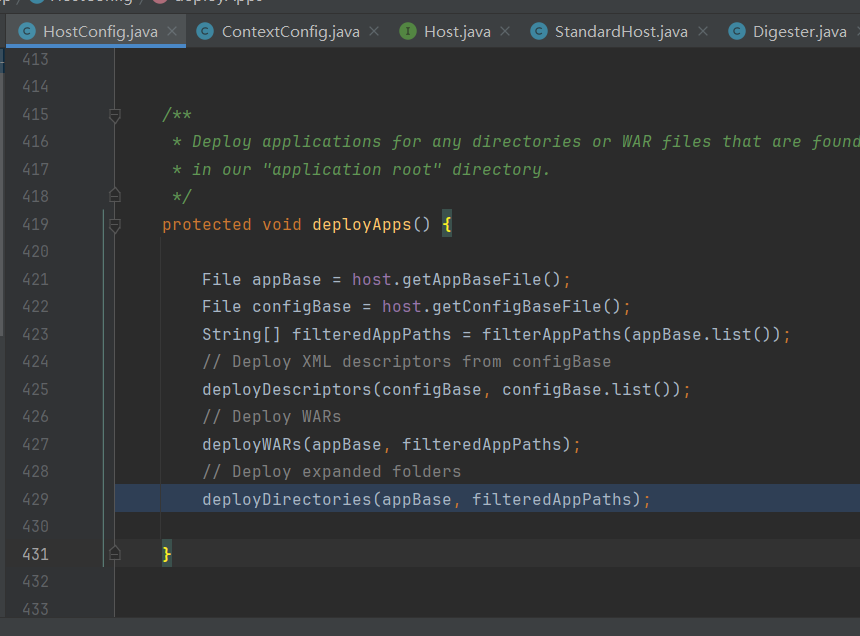 HostConfig.java ContextConfig.java Host.java StandardHost.java Digester.java
413
414
415 /**
416 * Deploy applications for any directories or WAR files that are found
417 * in our "application root" directory.
418 */
419 protected void deployApps() {
420
421 File appBase = host.getAppBaseFile();
422 File configBase = host.getConfigBaseFile();
423 String[] filteredAppPaths = filterAppPaths(appBase.list());
424 // Deploy XML descriptors from configBase
425 deployDescriptors(configBase, configBase.list());
426 // Deploy WARs
427 deployWARs(appBase, filteredAppPaths);
428 // Deploy expanded folders
429 deployDirectories(appBase, filteredAppPaths);
430
431 }
432
433